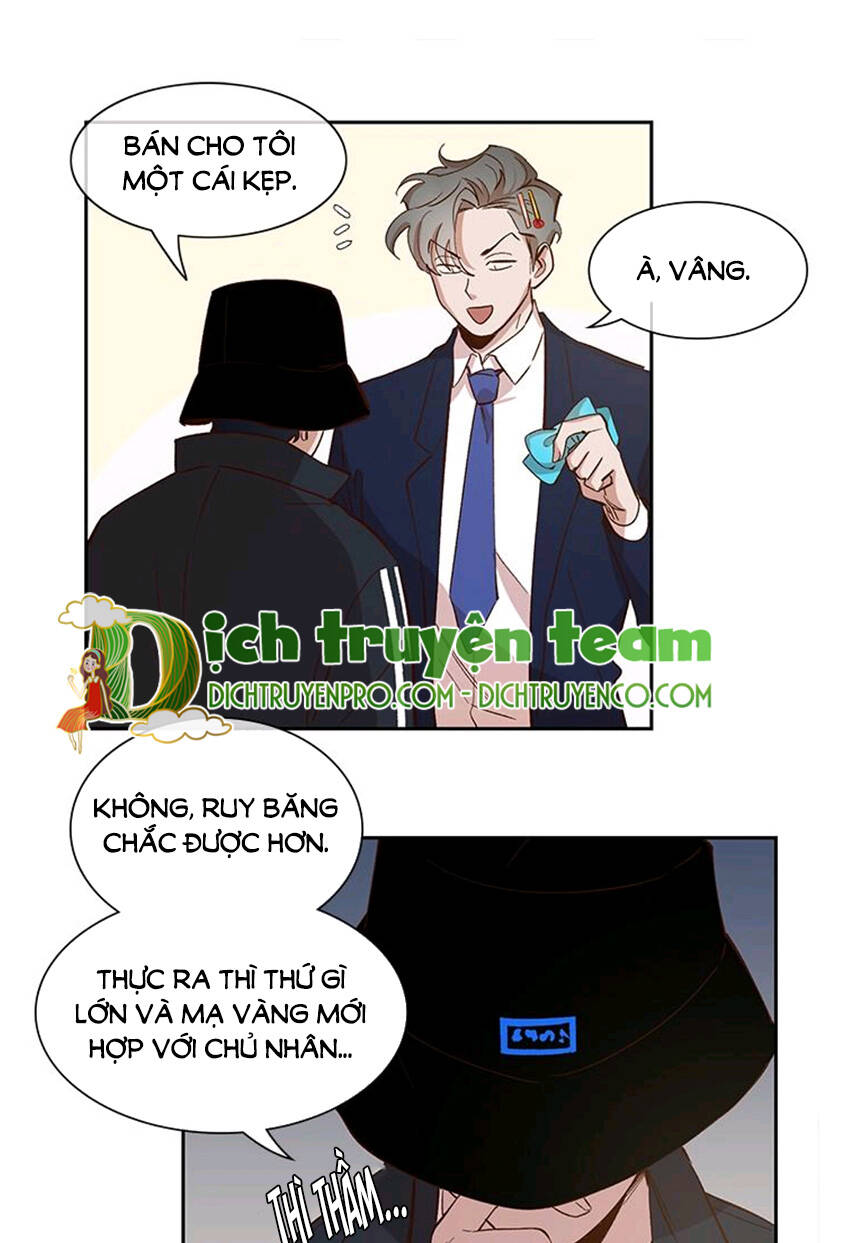 BÁN CHO TÔI
MỘT CÁI KẸP.
À, VÂNG.
Dịch truyện team
DICHTRUYENPRO.COM - DICHTRUYENCO.COM
KHÔNG, RUY BĂNG
CHẮC ĐƯỢC HƠN.
THỰC RA THÌ THỨ GÌ
LỚN VÀ MẠ VÀNG MỚI
HỢP VỚI CHỦ NHÂN...
THÌ THẦM...